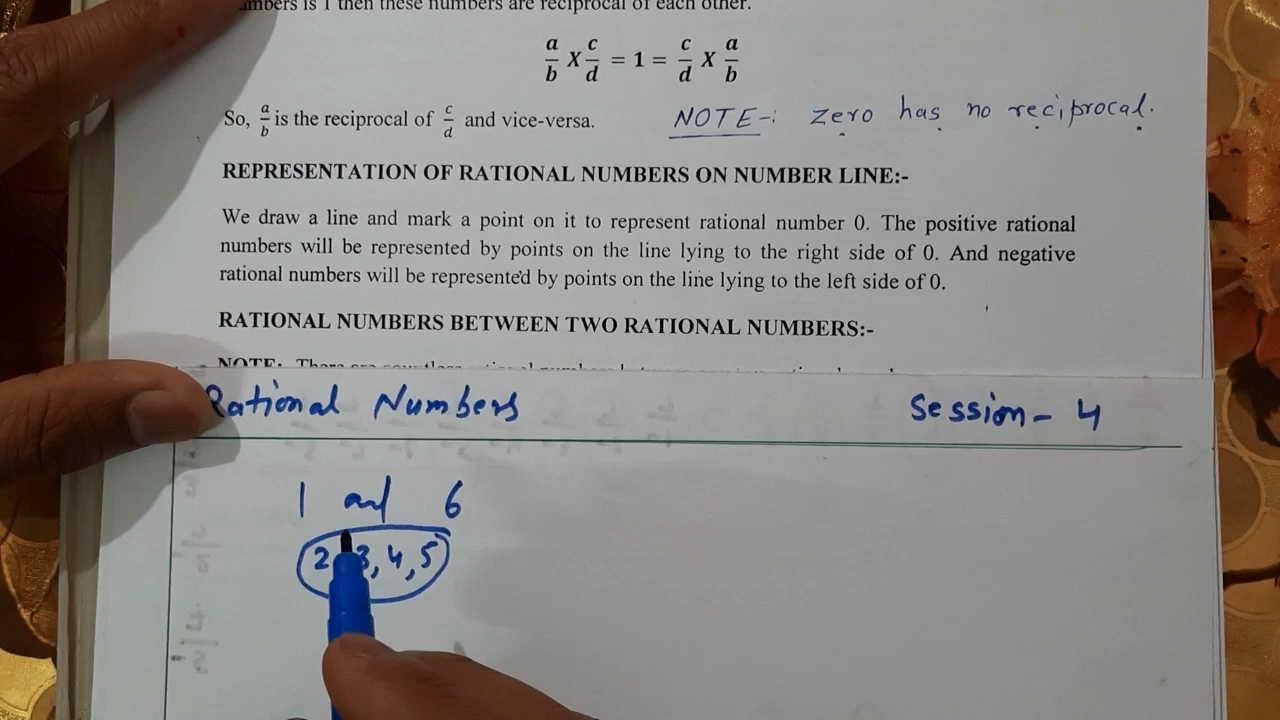 is 1 then these numbers are reciprocal of each other.
a/b X c/d = 1 = c/d X a/b
So, a/b is the reciprocal of c/d and vice-versa.
NOTE-: zero has no reciprocal.
REPRESENTATION OF RATIONAL NUMBERS ON NUMBER LINE:-
We draw a line and mark a point on it to represent rational number 0. The positive rational
numbers will be represented by points on the line lying to the right side of 0. And negative
rational numbers will be represented by points on the line lying to the left side of 0.
RATIONAL NUMBERS BETWEEN TWO RATIONAL NUMBERS:-
NOTE: There are
Rational Numbers Session- 4
1 and 6
2 3, 4, 5